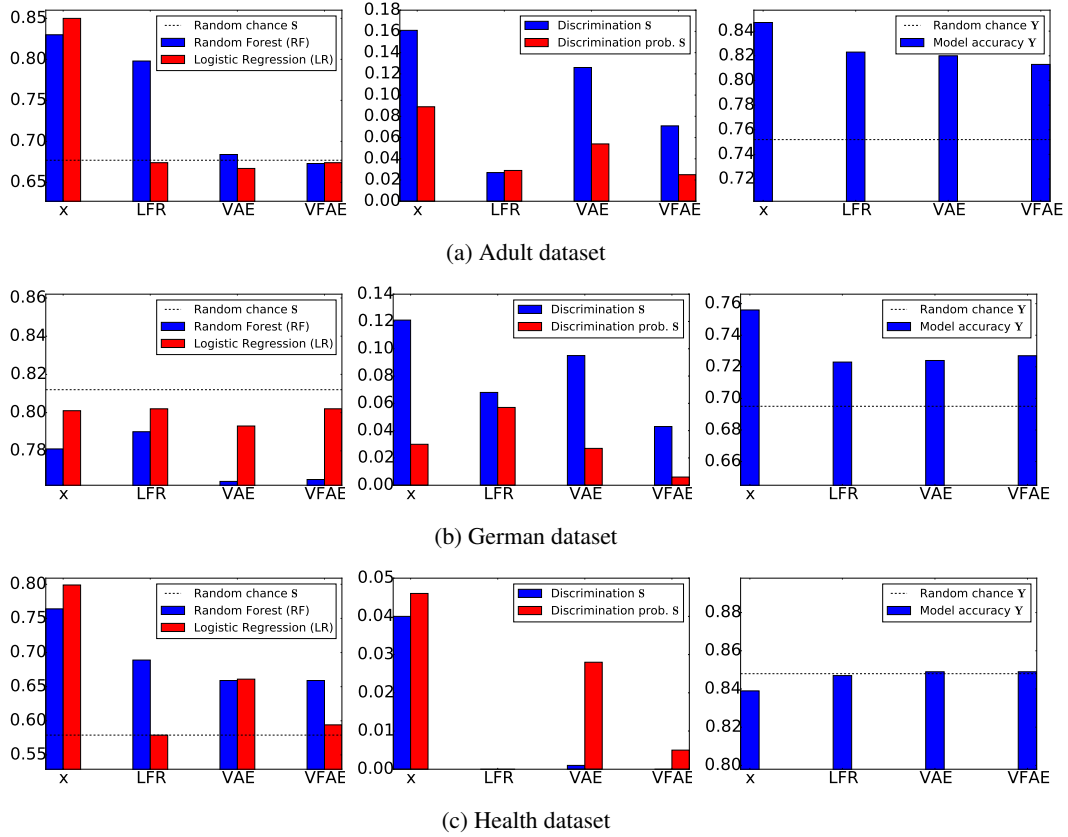 0.85
0.80
0.70
0.65
x
LFR
VAE
VFAE
Random chance S
Random Forest (RF)
Logistic Regression (LR)
0.18
0.16
0.14
0.12
0.10
0.08
0.06
0.04
0.02
0.00
x
LFR
VAE
VFAE
Discrimination S
Discrimination prob. S
0.84
0.82
0.80
0.78
0.76
0.74
0.72
x
LFR
VAE
VFAE
Random chance Y
Model accuracy Y
(a) Adult dataset
0.86
0.84
0.82
0.80
0.78
x
LFR
VAE
VFAE
Random chance S
Random Forest (RF)
Logistic Regression (LR)
0.14
0.12
0.10
0.08
0.06
0.04
0.02
0.00
x
LFR
VAE
VFAE
Discrimination S
Discrimination prob. S
0.76
0.74
0.72
0.70
0.68
0.66
x
LFR
VAE
VFAE
Random chance Y
Model accuracy Y
(b) German dataset
0.80
0.75
0.70
0.65
0.60
0.55
x
LFR
VAE
VFAE
Random chance S
Random Forest (RF)
Logistic Regression (LR)
0.05
0.04
0.03
0.02
0.01
0.00
x
LFR
VAE
VFAE
Discrimination S
Discrimination prob. S
0.88
0.86
0.84
0.82
0.80
x
LFR
VAE
VFAE
Random chance Y
Model accuracy Y
(c) Health dataset